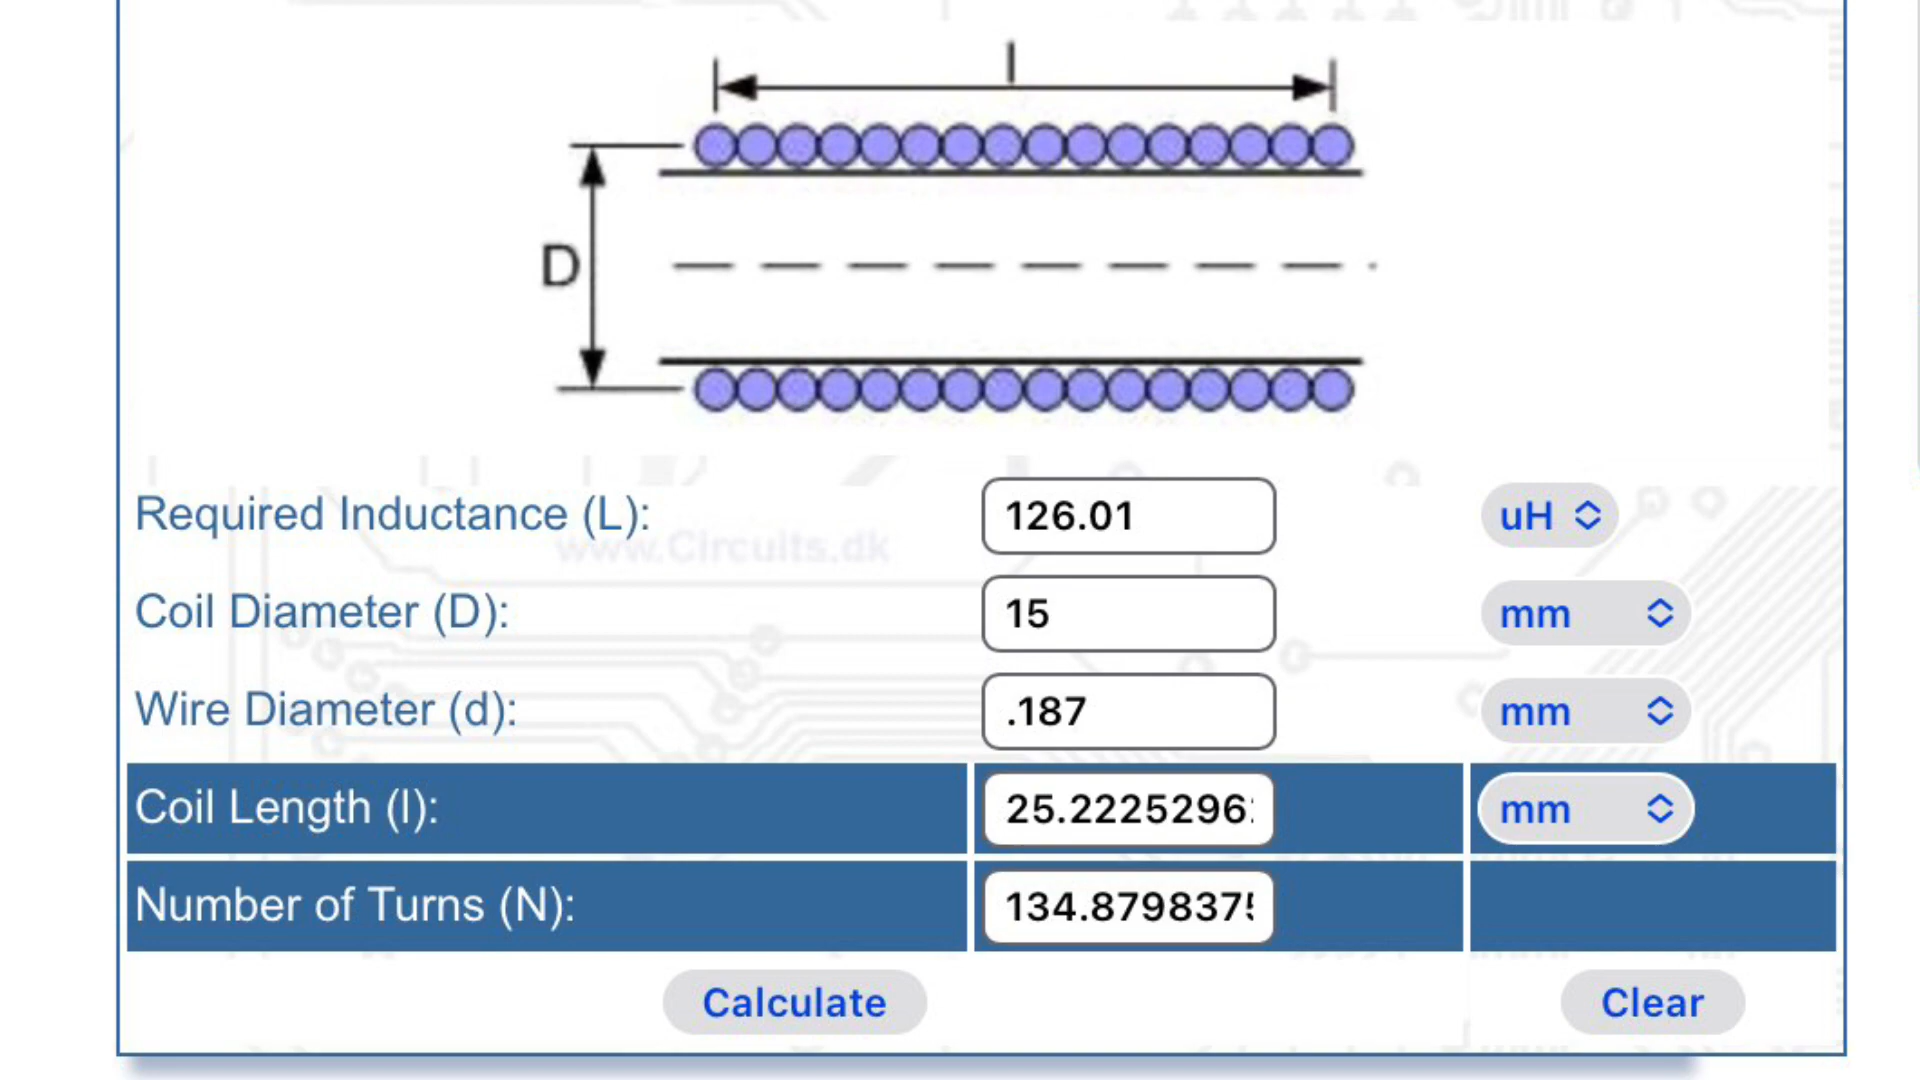 l
D
www.Circuits.dk
Required Inductance (L): 126.01 uH
Coil Diameter (D): 15 mm
Wire Diameter (d): .187 mm
Coil Length (l): 25.2225296 mm
Number of Turns (N): 134.879837
Calculate Clear